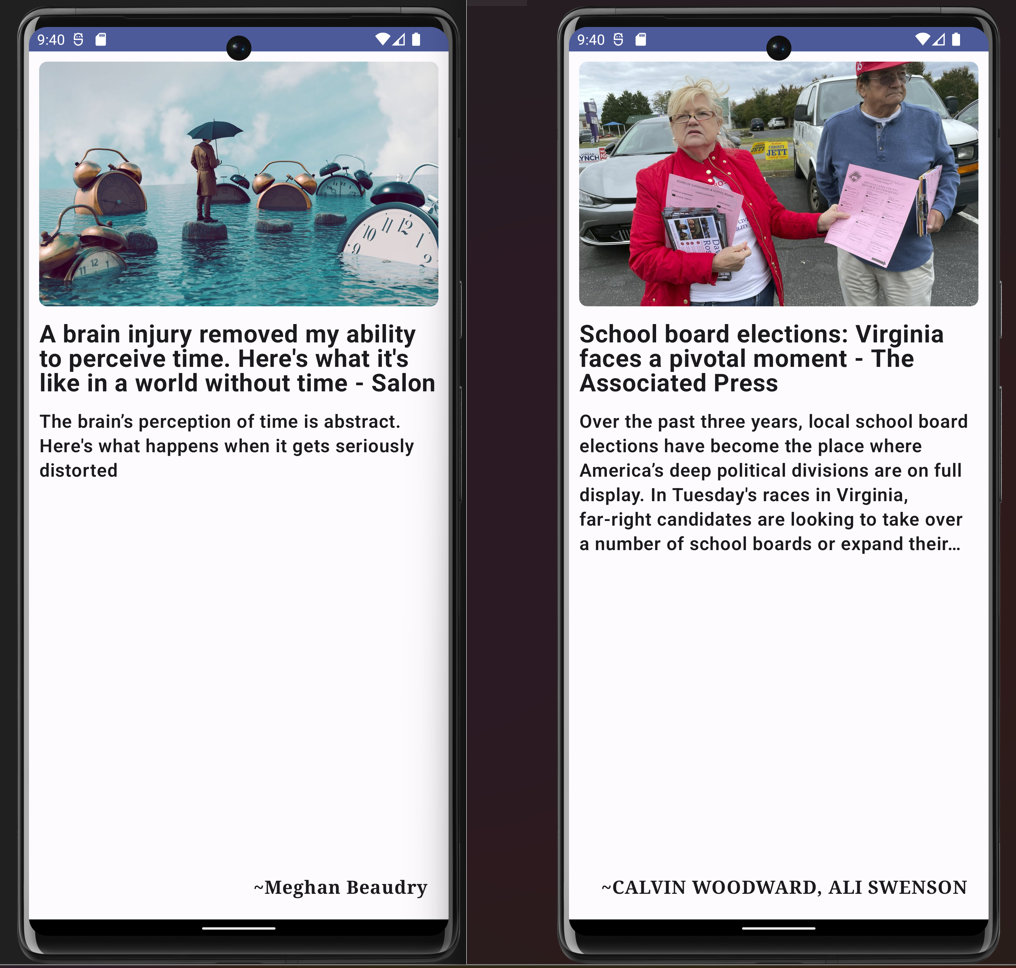 9:40
A brain injury removed my ability
to perceive time. Here's what it's
like in a world without time - Salon
The brain’s perception of time is abstract.
Here's what happens when it gets seriously
distorted
~Meghan Beaudry
9:40
LYNCH
JETT
School board elections: Virginia
faces a pivotal moment - The
Associated Press
Over the past three years, local school board
elections have become the place where
America’s deep political divisions are on full
display. In Tuesday's races in Virginia,
far-right candidates are looking to take over
a number of school boards or expand their…
~CALVIN WOODWARD, ALI SWENSON